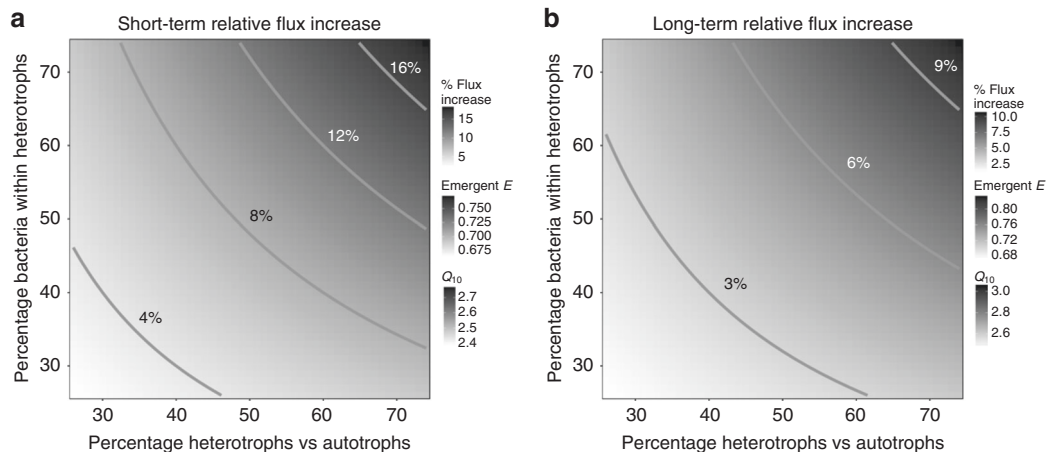 a
Short-term relative flux increase
Percentage bacteria within heterotrophs
70
60
50
40
30
16%
12%
8%
4%
30 40 50 60 70
Percentage heterotrophs vs autotrophs
% Flux
increase
15
10
5
Emergent E
0.750
0.725
0.700
0.675
Q10
2.7
2.6
2.5
2.4
b
Long-term relative flux increase
Percentage bacteria within heterotrophs
70
60
50
40
30
9%
6%
3%
30 40 50 60 70
Percentage heterotrophs vs autotrophs
% Flux
increase
10.0
7.5
5.0
2.5
Emergent E
0.80
0.76
0.72
0.68
Q10
3.0
2.8
2.6